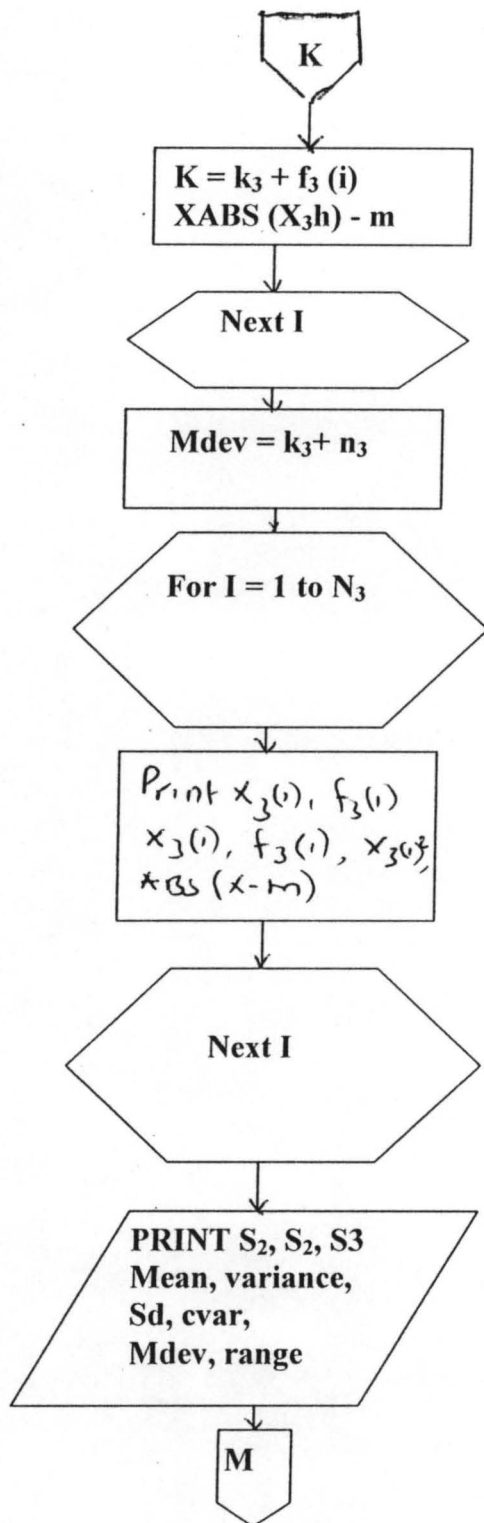 K
K = k₃ + f₃ (i)
XABS (X₃h) - m
Next I
Mdev = k₃+ n₃
For I = 1 to N₃
Print x₃(i), f₃(i)
x₃(i), f₃(i), x₃(i)²,
ABS (x-m)
Next I
PRINT S₂, S₂, S3
Mean, variance,
Sd, cvar,
Mdev, range
M